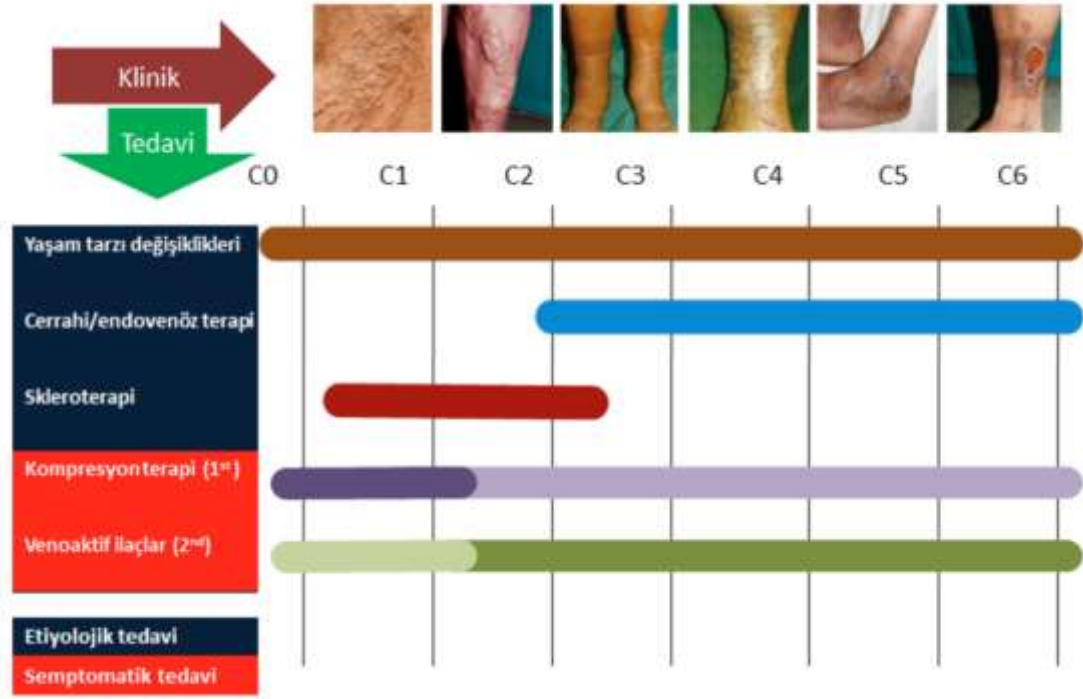 Klinik
Tedavi
C0 C1 C2 C3 C4 C5 C6
Yaşam tarzı değişiklikleri
Cerrahi/endovenöz terapi
Skleroterapi
Kompresyon terapi (1st)
Venoaktif ilaçlar (2nd)
Etiyolojik tedavi
Semptomatik tedavi